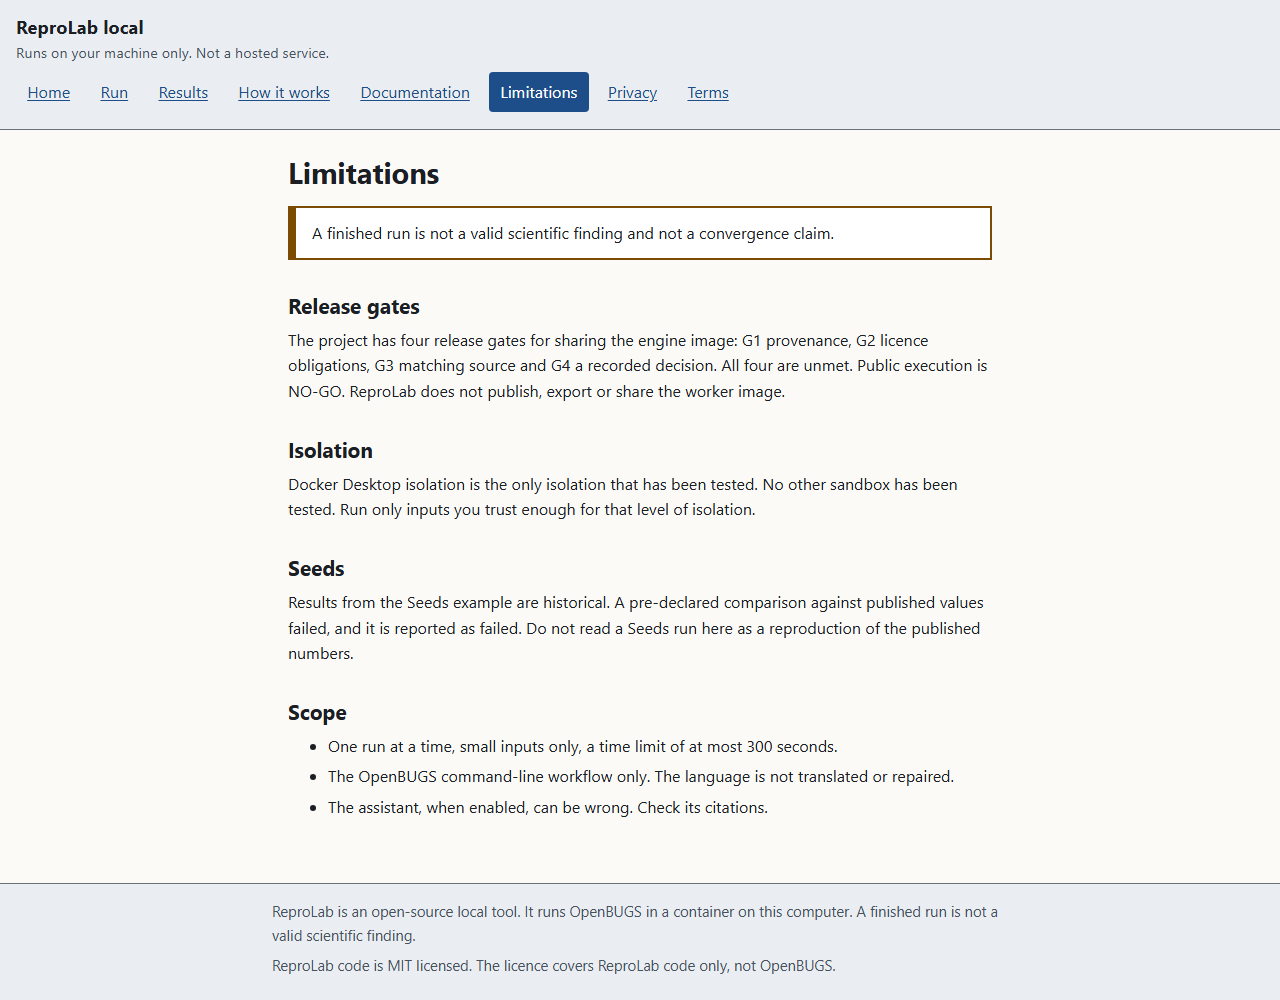 ReproLab local
Runs on your machine only. Not a hosted service.
Home Run Results How it works Documentation Limitations Privacy Terms
Limitations
A finished run is not a valid scientific finding and not a convergence claim.
Release gates
The project has four release gates for sharing the engine image: G1 provenance, G2 licence
obligations, G3 matching source and G4 a recorded decision. All four are unmet. Public execution is
NO-GO. ReproLab does not publish, export or share the worker image.
Isolation
Docker Desktop isolation is the only isolation that has been tested. No other sandbox has been
tested. Run only inputs you trust enough for that level of isolation.
Seeds
Results from the Seeds example are historical. A pre-declared comparison against published values
failed, and it is reported as failed. Do not read a Seeds run here as a reproduction of the published
numbers.
Scope
• One run at a time, small inputs only, a time limit of at most 300 seconds.
• The OpenBUGS command-line workflow only. The language is not translated or repaired.
• The assistant, when enabled, can be wrong. Check its citations.
ReproLab is an open-source local tool. It runs OpenBUGS in a container on this computer. A finished run is not a
valid scientific finding.
ReproLab code is MIT licensed. The licence covers ReproLab code only, not OpenBUGS.